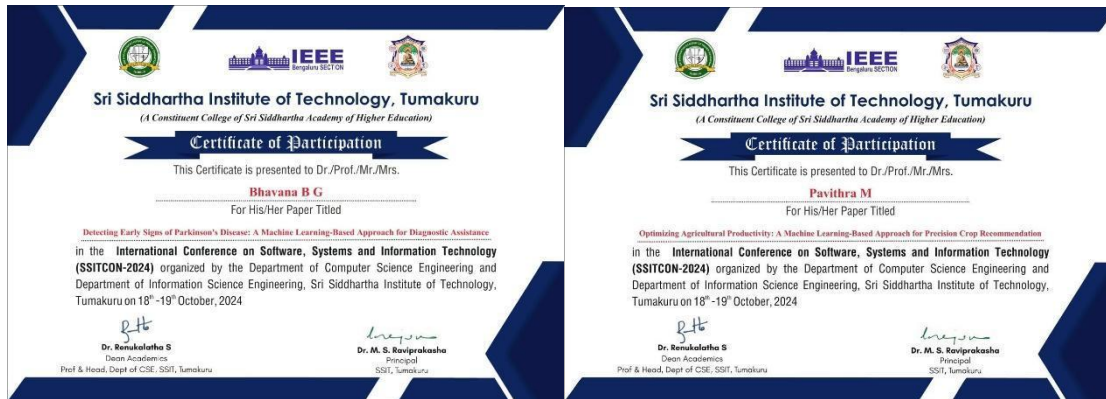 IEEE
Bengaluru SECTION
Sri Siddhartha Institute of Technology, Tumakuru
(A Constituent College of Sri Siddhartha Academy of Higher Education)
Certificate of Participation
This Certificate is presented to Dr./Prof./Mr./Mrs.
Bhavana B G
For His/Her Paper Titled
Detecting Early Signs of Parkinson's Disease: A Machine Learning-Based Approach for Diagnostic Assistance
in the International Conference on Software, Systems and Information Technology
(SSITCON-2024) organized by the Department of Computer Science Engineering and
Department of Information Science Engineering, Sri Siddhartha Institute of Technology,
Tumakuru on 18th -19th October, 2024
Dr. Renukalatha S
Dean Academics
Prof & Head, Dept of CSE, SSIT, Tumakuru
Dr. M. S. Raviprakasha
Principal
SSIT, Tumakuru
IEEE
Bengaluru SECTION
Sri Siddhartha Institute of Technology, Tumakuru
(A Constituent College of Sri Siddhartha Academy of Higher Education)
Certificate of Participation
This Certificate is presented to Dr./Prof./Mr./Mrs.
Pavithra M
For His/Her Paper Titled
Optimizing Agricultural Productivity: A Machine Learning-Based Approach for Precision Crop Recommendation
in the International Conference on Software, Systems and Information Technology
(SSITCON-2024) organized by the Department of Computer Science Engineering and
Department of Information Science Engineering, Sri Siddhartha Institute of Technology,
Tumakuru on 18th -19th October, 2024
Dr. Renukalatha S
Dean Academics
Prof & Head, Dept of CSE, SSIT, Tumakuru
Dr. M. S. Raviprakasha
Principal
SSIT, Tumakuru